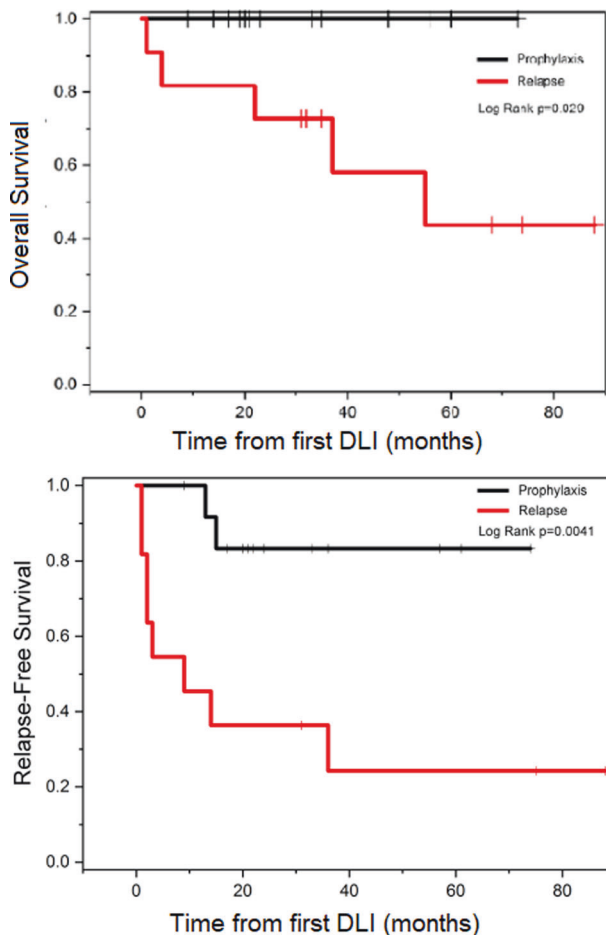 1.0
Prophylaxis
Relapse
Log Rank p=0.020
0.8
0.6
0.4
0.2
0.0
Overall Survival
0
20
40
60
80
Time from first DLI (months)
1.0
Prophylaxis
Relapse
Log Rank p=0.0041
0.8
0.6
0.4
0.2
0.0
Relapse-Free Survival
0
20
40
60
80
Time from first DLI (months)